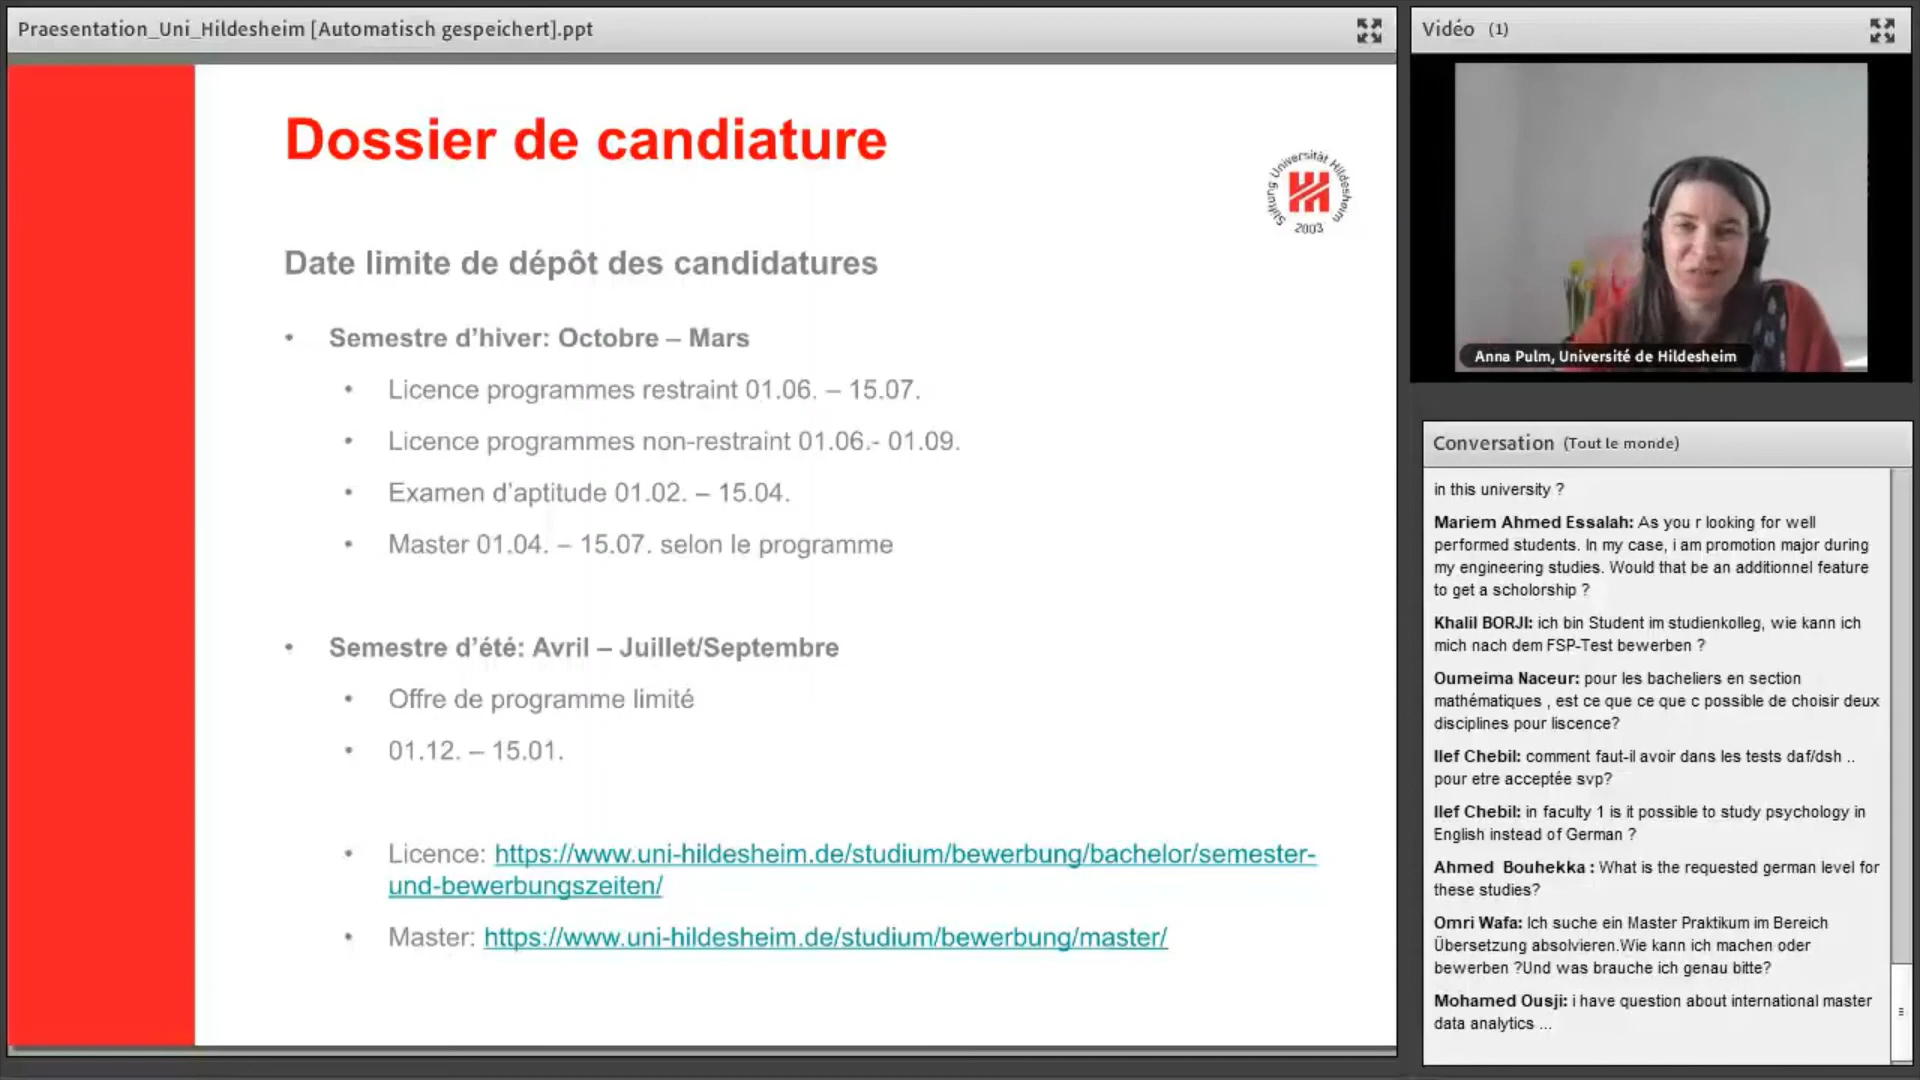 Praesentation_Uni_Hildesheim [Automatisch gespeichert].ppt
Dossier de candiature
Stiftung Universität Hildesheim
2003
Date limite de dépôt des candidatures
• Semestre d’hiver: Octobre – Mars
• Licence programmes restraint 01.06. – 15.07.
• Licence programmes non-restraint 01.06.- 01.09.
• Examen d’aptitude 01.02. – 15.04.
• Master 01.04. – 15.07. selon le programme
• Semestre d’été: Avril – Juillet/Septembre
• Offre de programme limité
• 01.12. – 15.01.
• Licence: https://www.uni-hildesheim.de/studium/bewerbung/bachelor/semester-
und-bewerbungszeiten/
• Master: https://www.uni-hildesheim.de/studium/bewerbung/master/
Vidéo (1)
Anna Pulm, Université de Hildesheim
Conversation (Tout le monde)
in this university ?
Mariem Ahmed Essalah: As you r looking for well
performed students. In my case, i am promotion major during
my engineering studies. Would that be an additionnel feature
to get a scholorship ?
Khalil BORJI: ich bin Student im studienkolleg, wie kann ich
mich nach dem FSP-Test bewerben ?
Oumeima Naceur: pour les bacheliers en section
mathématiques , est ce que ce que c possible de choisir deux
disciplines pour liscence?
Ilef Chebil: comment faut-il avoir dans les tests daf/dsh ..
pour etre acceptée svp?
Ilef Chebil: in faculty 1 is it possible to study psychology in
English instead of German ?
Ahmed Bouhekka : What is the requested german level for
these studies?
Omri Wafa: Ich suche ein Master Praktikum im Bereich
Übersetzung absolvieren.Wie kann ich machen oder
bewerben ?Und was brauche ich genau bitte?
Mohamed Ousji: i have question about international master
data analytics ...